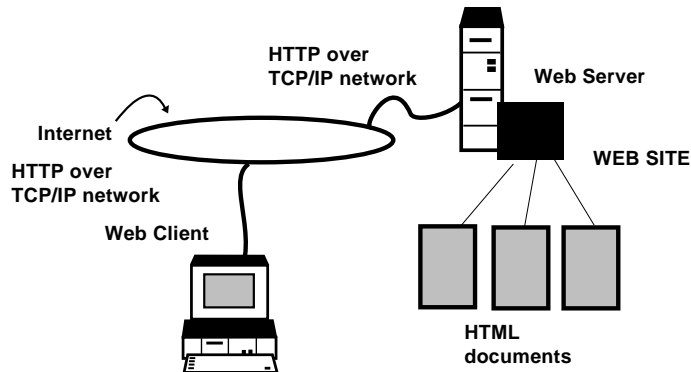 HTTP over
TCP/IP network
Web Server
Internet
WEB SITE
HTTP over
TCP/IP network
Web Client
HTML
documents